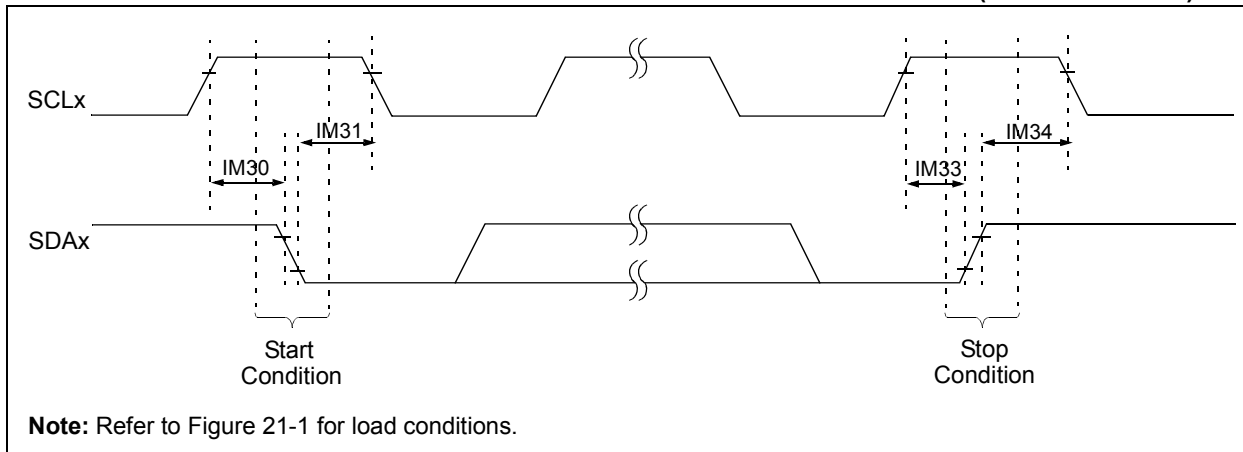 SCLx
IM31
IM34
IM30
IM33
SDAx
Start
Condition
Stop
Condition
Note: Refer to Figure 21-1 for load conditions.